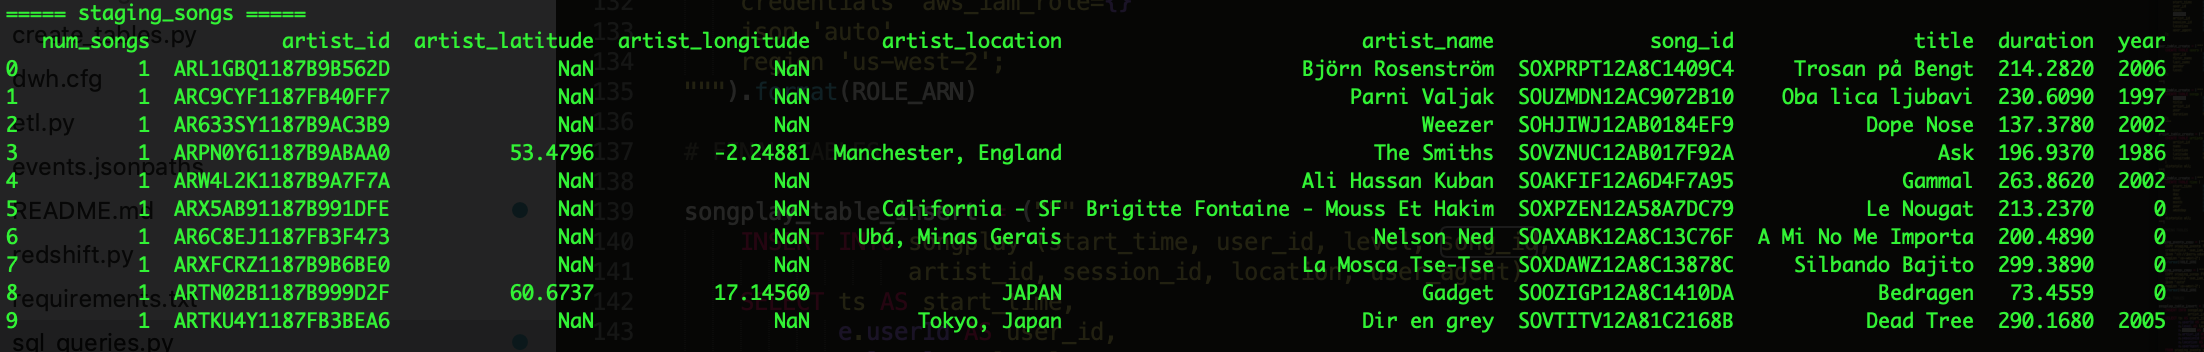 ===== staging_songs =====
num_songs artist_id artist_latitude artist_longitude artist_location artist_name song_id title duration year
0 1 ARL1GBQ1187B9B562D NaN NaN Björn Rosenström SOXPRPT12A8C1409C4 Trosan på Bengt 214.2820 2006
1 1 ARC9CYF1187FB40FF7 NaN NaN Parni Valjak SOUZMDN12AC9072B10 Oba lica ljubavi 230.6090 1997
2 1 AR633SY1187B9AC3B9 NaN NaN Weezer SOHJIWJ12AB0184EF9 Dope Nose 137.3780 2002
3 1 ARPN0Y61187B9ABAA0 53.4796 -2.24881 Manchester, England The Smiths SOVZNUC12AB017F92A Ask 196.9370 1986
4 1 ARW4L2K1187B9A7F7A NaN NaN Ali Hassan Kuban SOAKFIF12A6D4F7A95 Gammal 263.8620 2002
5 1 ARX5AB91187B991DFE NaN NaN California - SF Brigitte Fontaine - Mouss Et Hakim SOXPZEN12A58A7DC79 Le Nougat 213.2370 0
6 1 AR6C8EJ1187FB3F473 NaN NaN Ubá, Minas Gerais Nelson Ned SOAXABK12A8C13C76F A Mi No Me Importa 200.4890 0
7 1 ARXFCRZ1187B9B6BE0 NaN NaN La Mosca Tse-Tse SOXDAWZ12A8C13878C Silbando Bajito 299.3890 0
8 1 ARTN02B1187B999D2F 60.6737 17.14560 JAPAN Gadget SOOZIGP12A8C1410DA Bedragen 73.4559 0
9 1 ARTKU4Y1187FB3BEA6 NaN NaN Tokyo, Japan Dir en grey SOVTITV12A81C2168B Dead Tree 290.1680 2005
create_tables.py
dwh.cfg
etl.py
events.jsonpaths
README.md
redshift.py
requirements.txt
sql_queries.py
132 credentials 'aws_iam_role={}'
133 json 'auto'
134 region 'us-west-2';
135 """).format(ROLE_ARN)
136
137 #
138
139 songplay_table_insert
140 INSERT INTO songplay (start_time, user_id, level, song_id,
141 artist_id, session_id, location, user_agent)
142 SELECT ts AS start_time,
143 e.userId AS user_id,